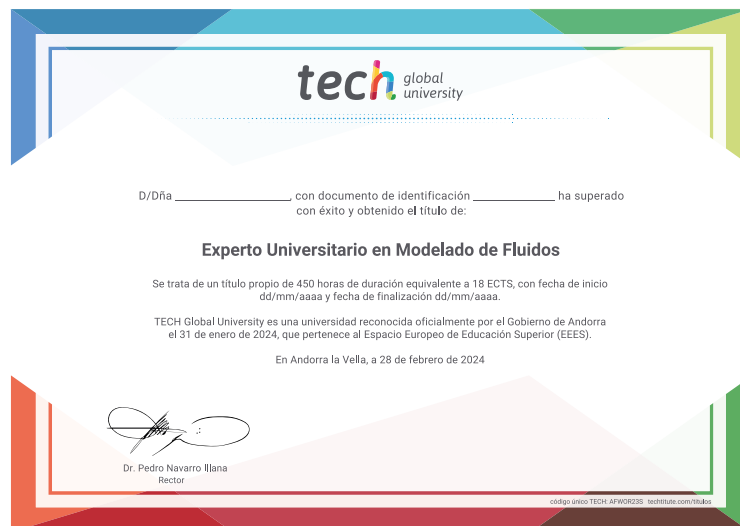 tech global
university
D/Dña ______________, con documento de identificación ______________ ha superado
con éxito y obtenido el título de:
Experto Universitario en Modelado de Fluidos
Se trata de un título propio de 450 horas de duración equivalente a 18 ECTS, con fecha de inicio
dd/mm/aaaa y fecha de finalización dd/mm/aaaa.
TECH Global University es una universidad reconocida oficialmente por el Gobierno de Andorra
el 31 de enero de 2024, que pertenece al Espacio Europeo de Educación Superior (EEES).
En Andorra la Vella, a 28 de febrero de 2024
Dr. Pedro Navarro Illana
Rector
código único TECH: AFWOR23S techtitute.com/titulos